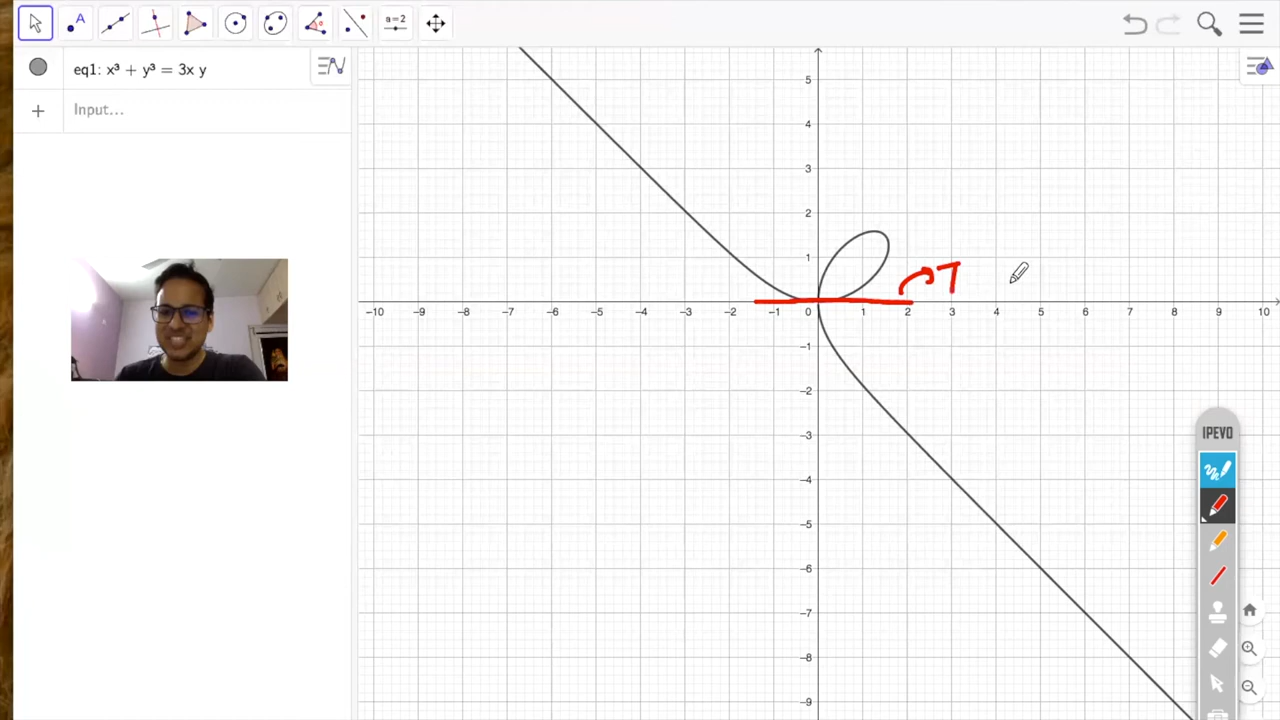 a=2
eq1: x³ + y³ = 3x y
Input...
5
4
3
2
1
T
−10 −9 −8 −7 −6 −5 −4 −3 −2 −1 0 1 2 3 4 5 6 7 8 9 10
−1
−2
−3
−4
−5
−6
−7
−8
−9
IPEVO